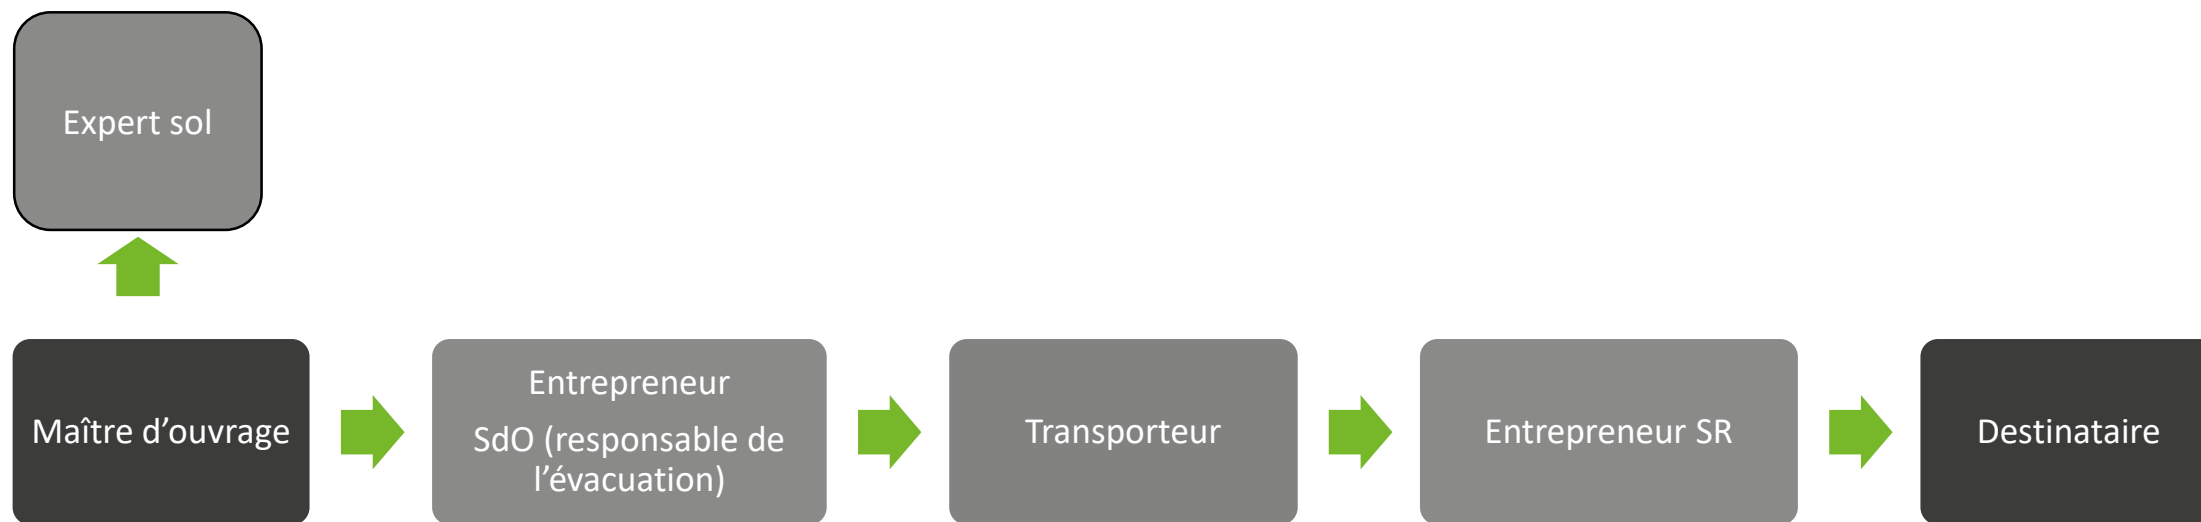 Expert sol
Maître d’ouvrage
Entrepreneur
SdO (responsable de
l’évacuation)
Transporteur
Entrepreneur SR
Destinataire